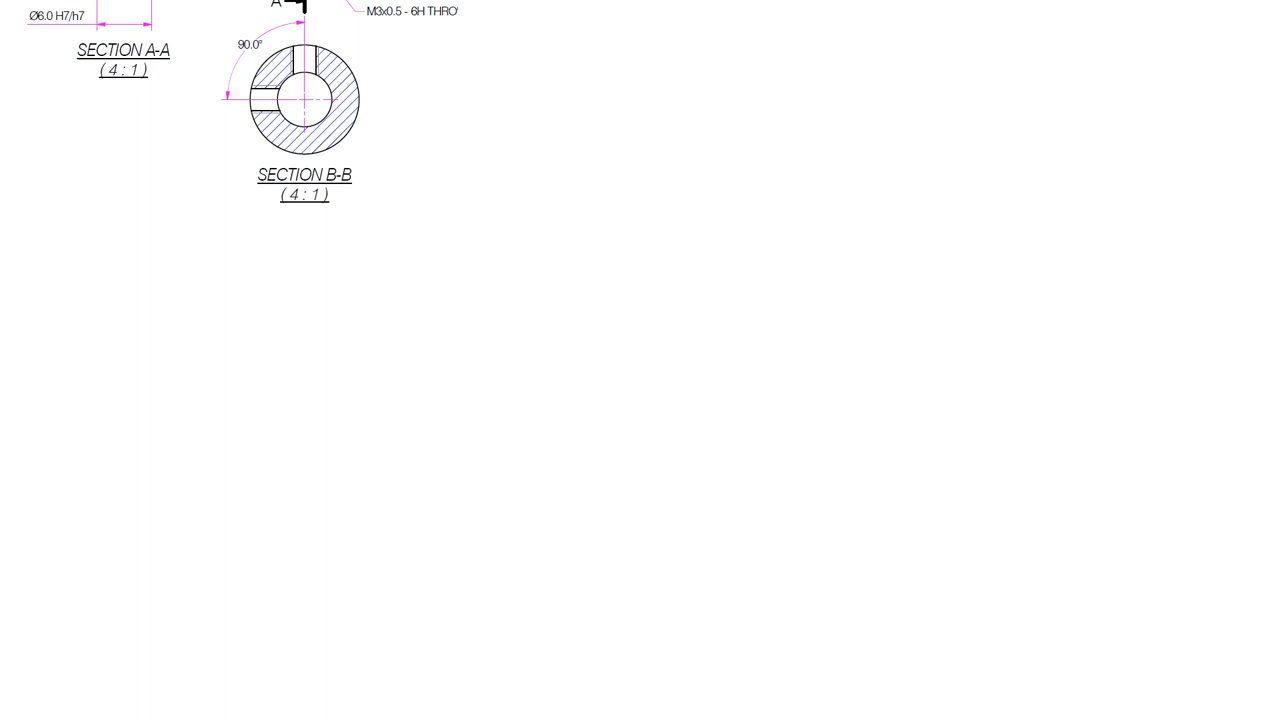 A
M3x0.5 - 6H THRO'
Ø6.0 H7/h7
90.0°
SECTION A-A
( 4 : 1 )
SECTION B-B
( 4 : 1 )